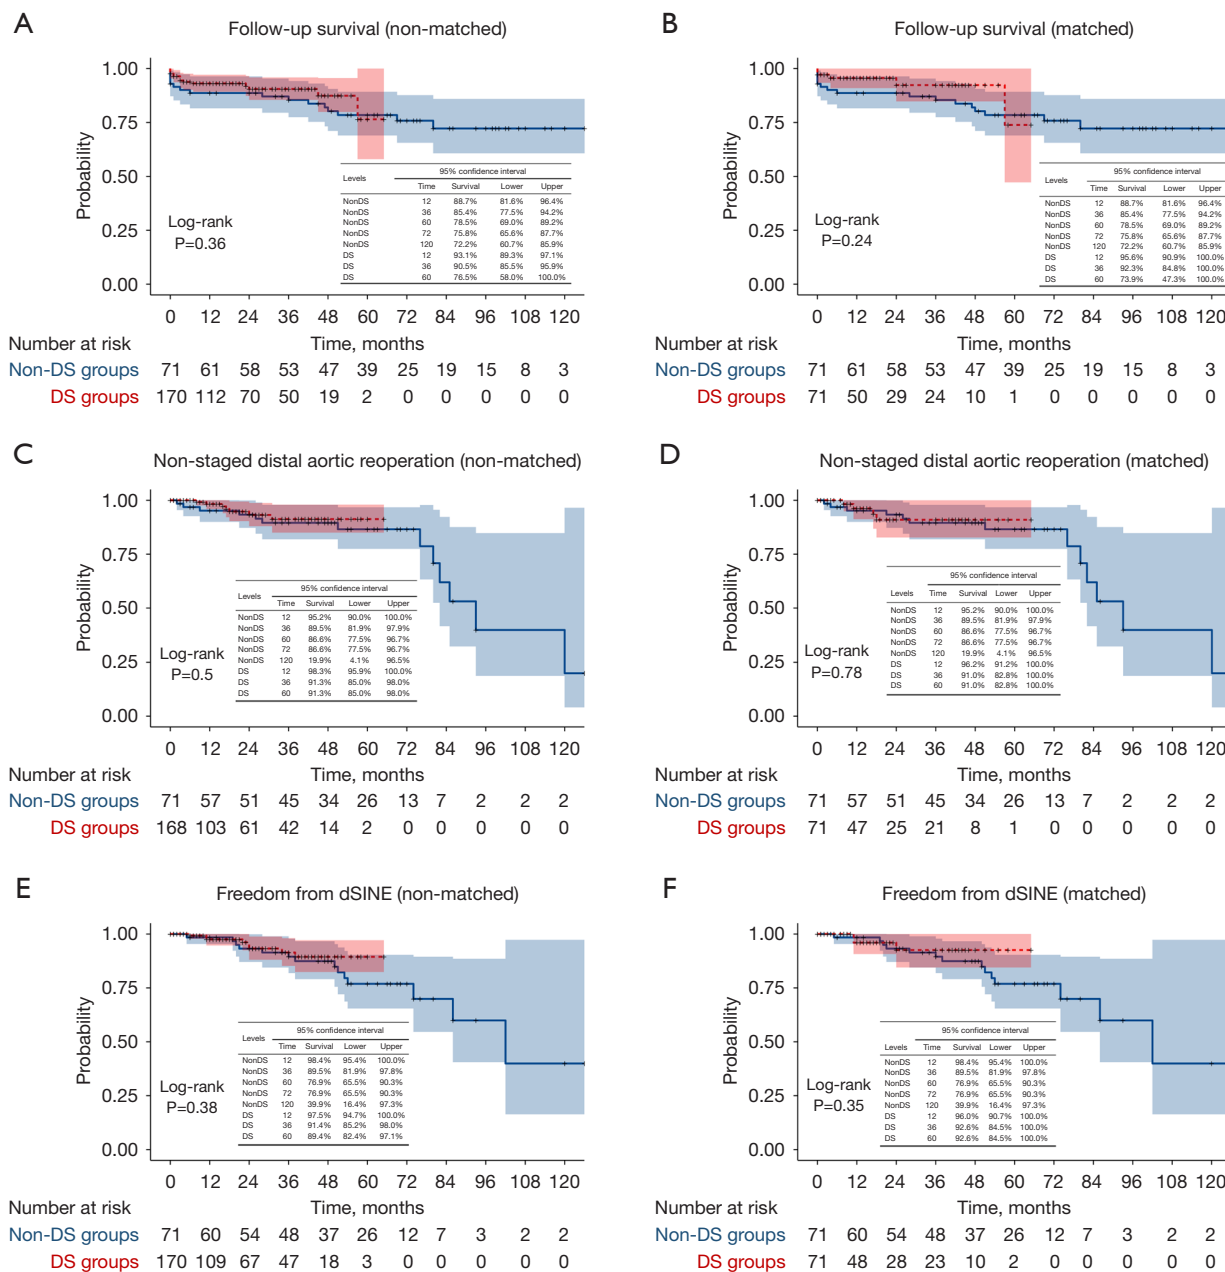 A
Follow-up survival (non-matched)
Probability
1.00
0.75
0.50
0.25
0.00
Log-rank
P=0.36
Levels 95% confidence interval
Time Survival Lower Upper
NonDS 12 88.7% 81.6% 96.4%
NonDS 36 85.4% 77.5% 94.2%
NonDS 60 78.5% 69.0% 89.2%
NonDS 72 75.8% 65.6% 87.7%
NonDS 120 72.2% 60.7% 85.9%
DS 12 93.1% 89.3% 97.1%
DS 36 90.5% 85.5% 95.9%
DS 60 76.5% 58.0% 100.0%
0 12 24 36 48 60 72 84 96 108 120
Number at risk Time, months
Non-DS groups 71 61 58 53 47 39 25 19 15 8 3
DS groups 170 112 70 50 19 2 0 0 0 0 0
B
Follow-up survival (matched)
Probability
1.00
0.75
0.50
0.25
0.00
Log-rank
P=0.24
Levels 95% confidence interval
Time Survival Lower Upper
NonDS 12 88.7% 81.6% 96.4%
NonDS 36 85.4% 77.5% 94.2%
NonDS 60 78.5% 69.0% 89.2%
NonDS 72 75.8% 65.6% 87.7%
NonDS 120 72.2% 60.7% 85.9%
DS 12 95.6% 90.9% 100.0%
DS 36 92.3% 84.8% 100.0%
DS 60 73.9% 47.3% 100.0%
0 12 24 36 48 60 72 84 96 108 120
Number at risk Time, months
Non-DS groups 71 61 58 53 47 39 25 19 15 8 3
DS groups 71 50 29 24 10 1 0 0 0 0 0
C
Non-staged distal aortic reoperation (non-matched)
Probability
1.00
0.75
0.50
0.25
0.00
Log-rank
P=0.5
Levels 95% confidence interval
Time Survival Lower Upper
NonDS 12 95.2% 90.0% 100.0%
NonDS 36 89.5% 81.9% 97.9%
NonDS 60 86.6% 77.5% 96.7%
NonDS 72 86.6% 77.5% 96.7%
NonDS 120 19.9% 4.1% 96.5%
DS 12 98.3% 95.9% 100.0%
DS 36 91.3% 85.0% 98.0%
DS 60 91.3% 85.0% 98.0%
0 12 24 36 48 60 72 84 96 108 120
Number at risk Time, months
Non-DS groups 71 57 51 45 34 26 13 7 2 2 2
DS groups 168 103 61 42 14 2 0 0 0 0 0
D
Non-staged distal aortic reoperation (matched)
Probability
1.00
0.75
0.50
0.25
0.00
Log-rank
P=0.78
Levels 95% confidence interval
Time Survival Lower Upper
NonDS 12 95.2% 90.0% 100.0%
NonDS 36 89.5% 81.9% 97.9%
NonDS 60 86.6% 77.5% 96.7%
NonDS 72 86.6% 77.5% 96.7%
NonDS 120 19.9% 4.1% 96.5%
DS 12 96.2% 91.2% 100.0%
DS 36 91.0% 82.8% 100.0%
DS 60 91.0% 82.8% 100.0%
0 12 24 36 48 60 72 84 96 108 120
Number at risk Time, months
Non-DS groups 71 57 51 45 34 26 13 7 2 2 2
DS groups 71 47 25 21 8 1 0 0 0 0 0
E
Freedom from dSINE (non-matched)
Probability
1.00
0.75
0.50
0.25
0.00
Log-rank
P=0.38
Levels 95% confidence interval
Time Survival Lower Upper
NonDS 12 98.4% 95.4% 100.0%
NonDS 36 89.5% 81.9% 97.8%
NonDS 60 76.9% 65.5% 90.3%
NonDS 72 76.9% 65.5% 90.3%
NonDS 120 39.9% 16.4% 97.3%
DS 12 97.5% 94.7% 100.0%
DS 36 91.4% 85.2% 98.0%
DS 60 89.4% 82.4% 97.1%
0 12 24 36 48 60 72 84 96 108 120
Number at risk Time, months
Non-DS groups 71 60 54 48 37 26 12 7 3 2 2
DS groups 170 109 67 47 18 3 0 0 0 0 0
F
Freedom from dSINE (matched)
Probability
1.00
0.75
0.50
0.25
0.00
Log-rank
P=0.35
Levels 95% confidence interval
Time Survival Lower Upper
NonDS 12 98.4% 95.4% 100.0%
NonDS 36 89.5% 81.9% 97.8%
NonDS 60 76.9% 65.5% 90.3%
NonDS 72 76.9% 65.5% 90.3%
NonDS 120 39.9% 16.4% 97.3%
DS 12 96.0% 90.7% 100.0%
DS 36 92.6% 84.5% 100.0%
DS 60 92.6% 84.5% 100.0%
0 12 24 36 48 60 72 84 96 108 120
Number at risk Time, months
Non-DS groups 71 60 54 48 37 26 12 7 3 2 2
DS groups 71 48 28 23 10 2 0 0 0 0 0